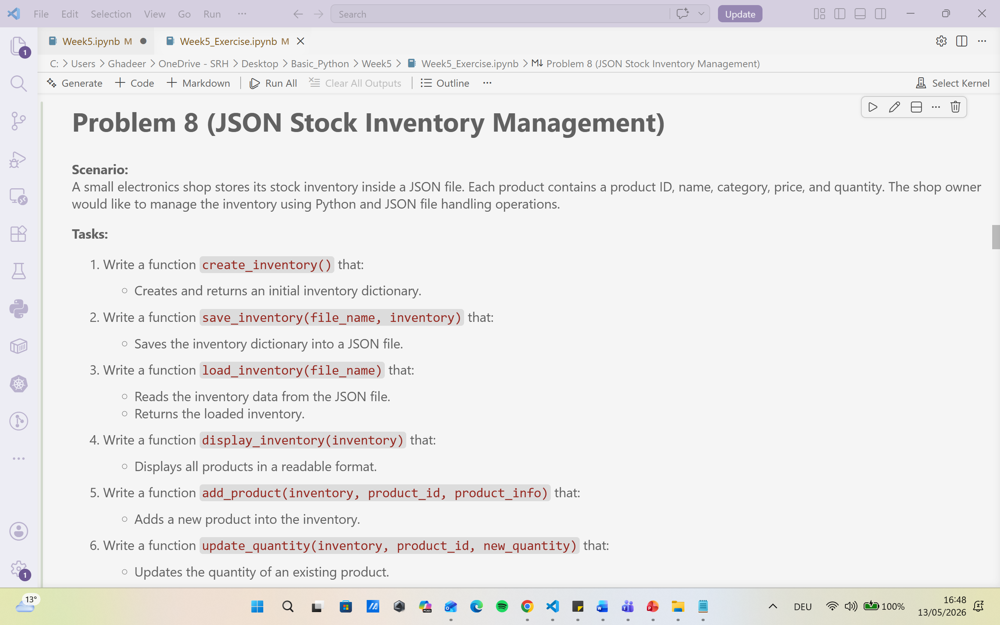 File Edit Selection View Go Run ··· Search Update
1
Week5.ipynb M Week5_Exercise.ipynb M
C: > Users > Ghadeer > OneDrive - SRH > Desktop > Basic_Python > Week5 > Week5_Exercise.ipynb > M↓ Problem 8 (JSON Stock Inventory Management)
Generate + Code + Markdown Run All Clear All Outputs Outline ··· Select Kernel
Problem 8 (JSON Stock Inventory Management)
Scenario:
A small electronics shop stores its stock inventory inside a JSON file. Each product contains a product ID, name, category, price, and quantity. The shop owner
would like to manage the inventory using Python and JSON file handling operations.
Tasks:
1. Write a function create_inventory() that:
○ Creates and returns an initial inventory dictionary.
2. Write a function save_inventory(file_name, inventory) that:
○ Saves the inventory dictionary into a JSON file.
3. Write a function load_inventory(file_name) that:
○ Reads the inventory data from the JSON file.
○ Returns the loaded inventory.
4. Write a function display_inventory(inventory) that:
○ Displays all products in a readable format.
5. Write a function add_product(inventory, product_id, product_info) that:
○ Adds a new product into the inventory.
6. Write a function update_quantity(inventory, product_id, new_quantity) that:
○ Updates the quantity of an existing product.
1
13°
M365
DEU
100%
16:48
13/05/2026